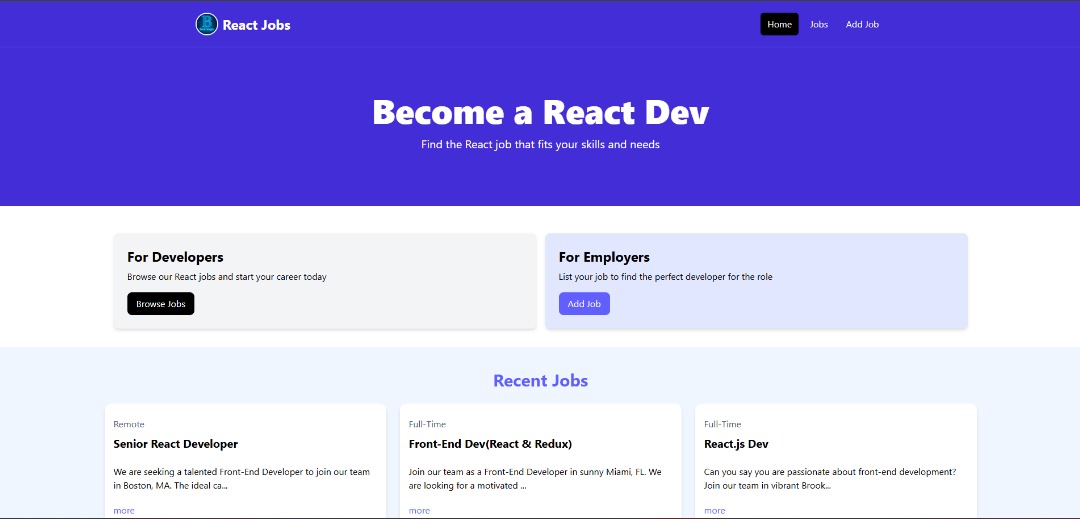 React Jobs
Home Jobs Add Job
Become a React Dev
Find the React job that fits your skills and needs
For Developers
Browse our React jobs and start your career today
Browse Jobs
For Employers
List your job to find the perfect developer for the role
Add Job
Recent Jobs
Remote
Senior React Developer
We are seeking a talented Front-End Developer to join our team
in Boston, MA. The ideal ca...
more
Full-Time
Front-End Dev(React & Redux)
Join our team as a Front-End Developer in sunny Miami, FL. We
are looking for a motivated ...
more
Full-Time
React.js Dev
Can you say you are passionate about front-end development?
Join our team in vibrant Brook...
more